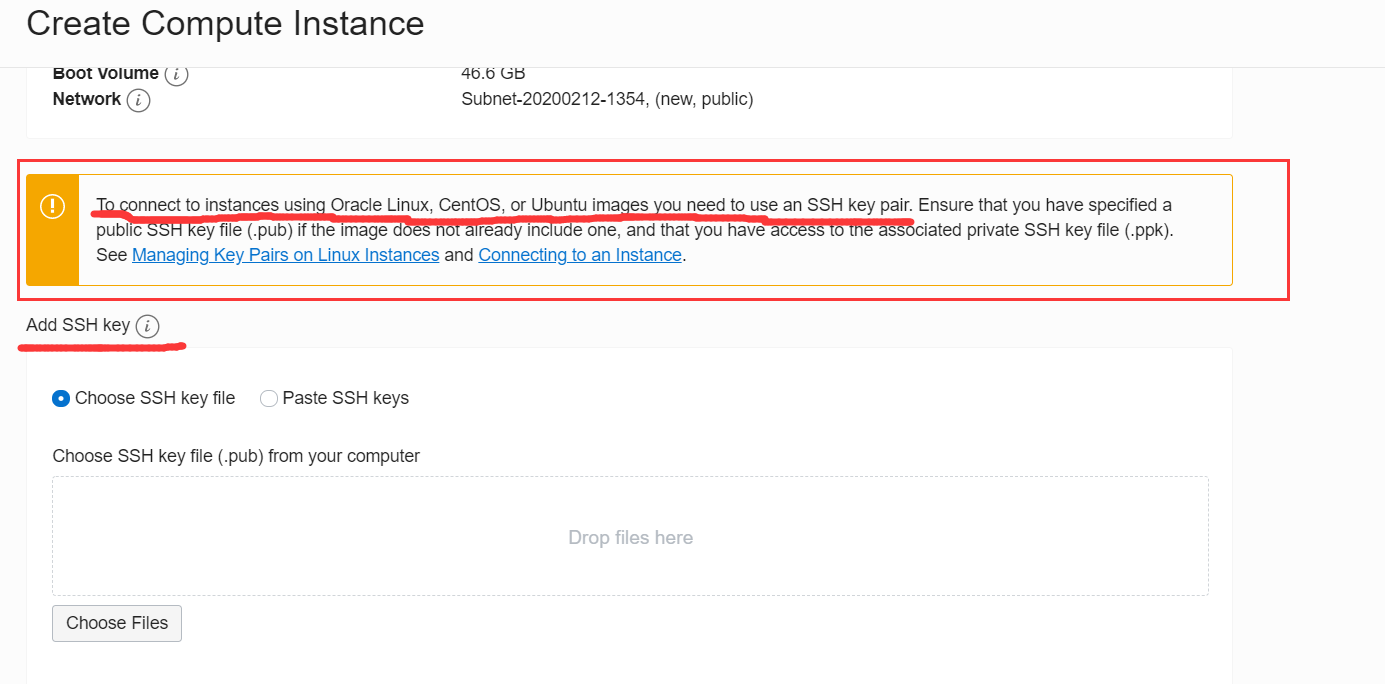 Create Compute Instance
Boot Volume 46.6 GB
Network Subnet-20200212-1354, (new, public)
To connect to instances using Oracle Linux, CentOS, or Ubuntu images you need to use an SSH key pair. Ensure that you have specified a
public SSH key file (.pub) if the image does not already include one, and that you have access to the associated private SSH key file (.ppk).
See Managing Key Pairs on Linux Instances and Connecting to an Instance.
Add SSH key
Choose SSH key file Paste SSH keys
Choose SSH key file (.pub) from your computer
Drop files here
Choose Files